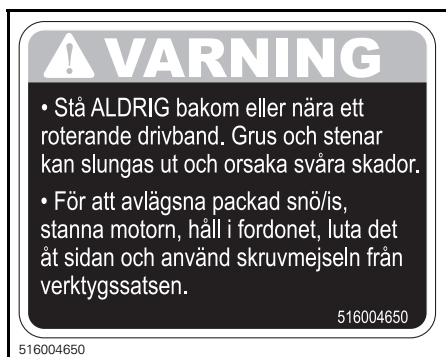 VARNING
• Stå ALDRIG bakom eller nära ett
roterande drivband. Grus och stenar
kan slungas ut och orsaka svåra skador.
• För att avlägsna packad snö/is,
stanna motorn, håll i fordonet, luta det
åt sidan och använd skruvmejseln från
verktygssatsen.
516004650
516004650